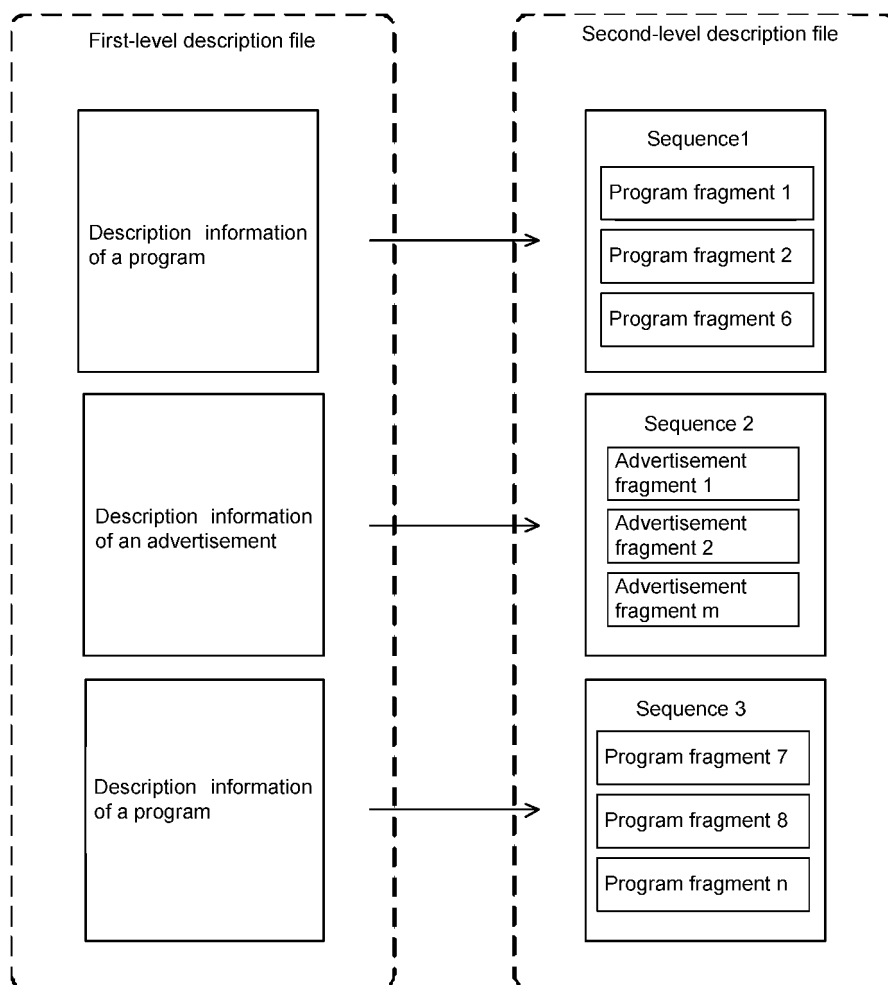 First-level description file
Second-level description file
Description information
of a program
Sequence1
Program fragment 1
Program fragment 2
Program fragment 6
Description information
of an advertisement
Sequence 2
Advertisement
fragment 1
Advertisement
fragment 2
Advertisement
fragment m
Description information
of a program
Sequence 3
Program fragment 7
Program fragment 8
Program fragment n